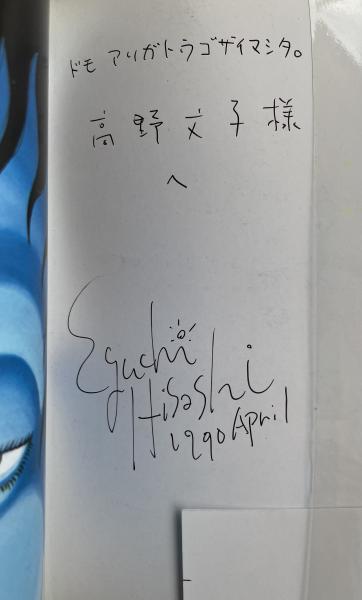 ドモ アリガトラゴザイマシタ。
高野文子様
へ
Eguchi
Hisashi
1990 April